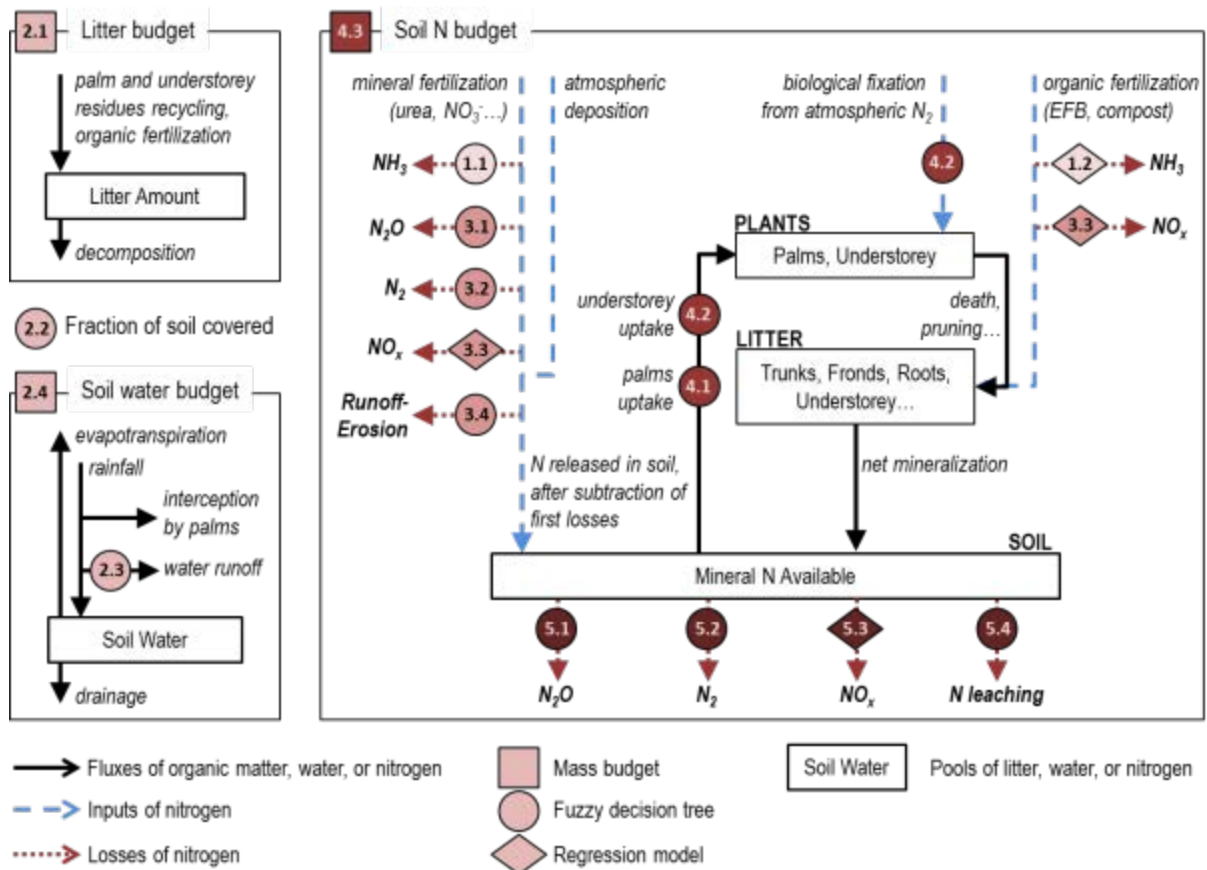 2.1 Litter budget
palm and understorey
residues recycling,
organic fertilization
Litter Amount
decomposition
2.2 Fraction of soil covered
2.4 Soil water budget
evapotranspiration
rainfall
interception
by palms
2.3 water runoff
Soil Water
drainage
4.3 Soil N budget
mineral fertilization
(urea, NO₃⁻...)
atmospheric
deposition
biological fixation
from atmospheric N₂
organic fertilization
(EFB, compost)
NH₃ 1.1
N₂O 3.1
N₂ 3.2
NOₓ 3.3
Runoff-
Erosion
3.4
4.2
1.2 NH₃
3.3 NOₓ
PLANTS
Palms, Understorey
understorey
uptake
4.2
palms
uptake
4.1
death,
pruning...
LITTER
Trunks, Fronds, Roots,
Understorey...
N released in soil,
after subtraction of
first losses
net mineralization
SOIL
Mineral N Available
5.1 5.2 5.3 5.4
N₂O N₂ NOₓ N leaching
Fluxes of organic matter, water, or nitrogen
Inputs of nitrogen
Losses of nitrogen
Mass budget
Fuzzy decision tree
Regression model
Soil Water Pools of litter, water, or nitrogen